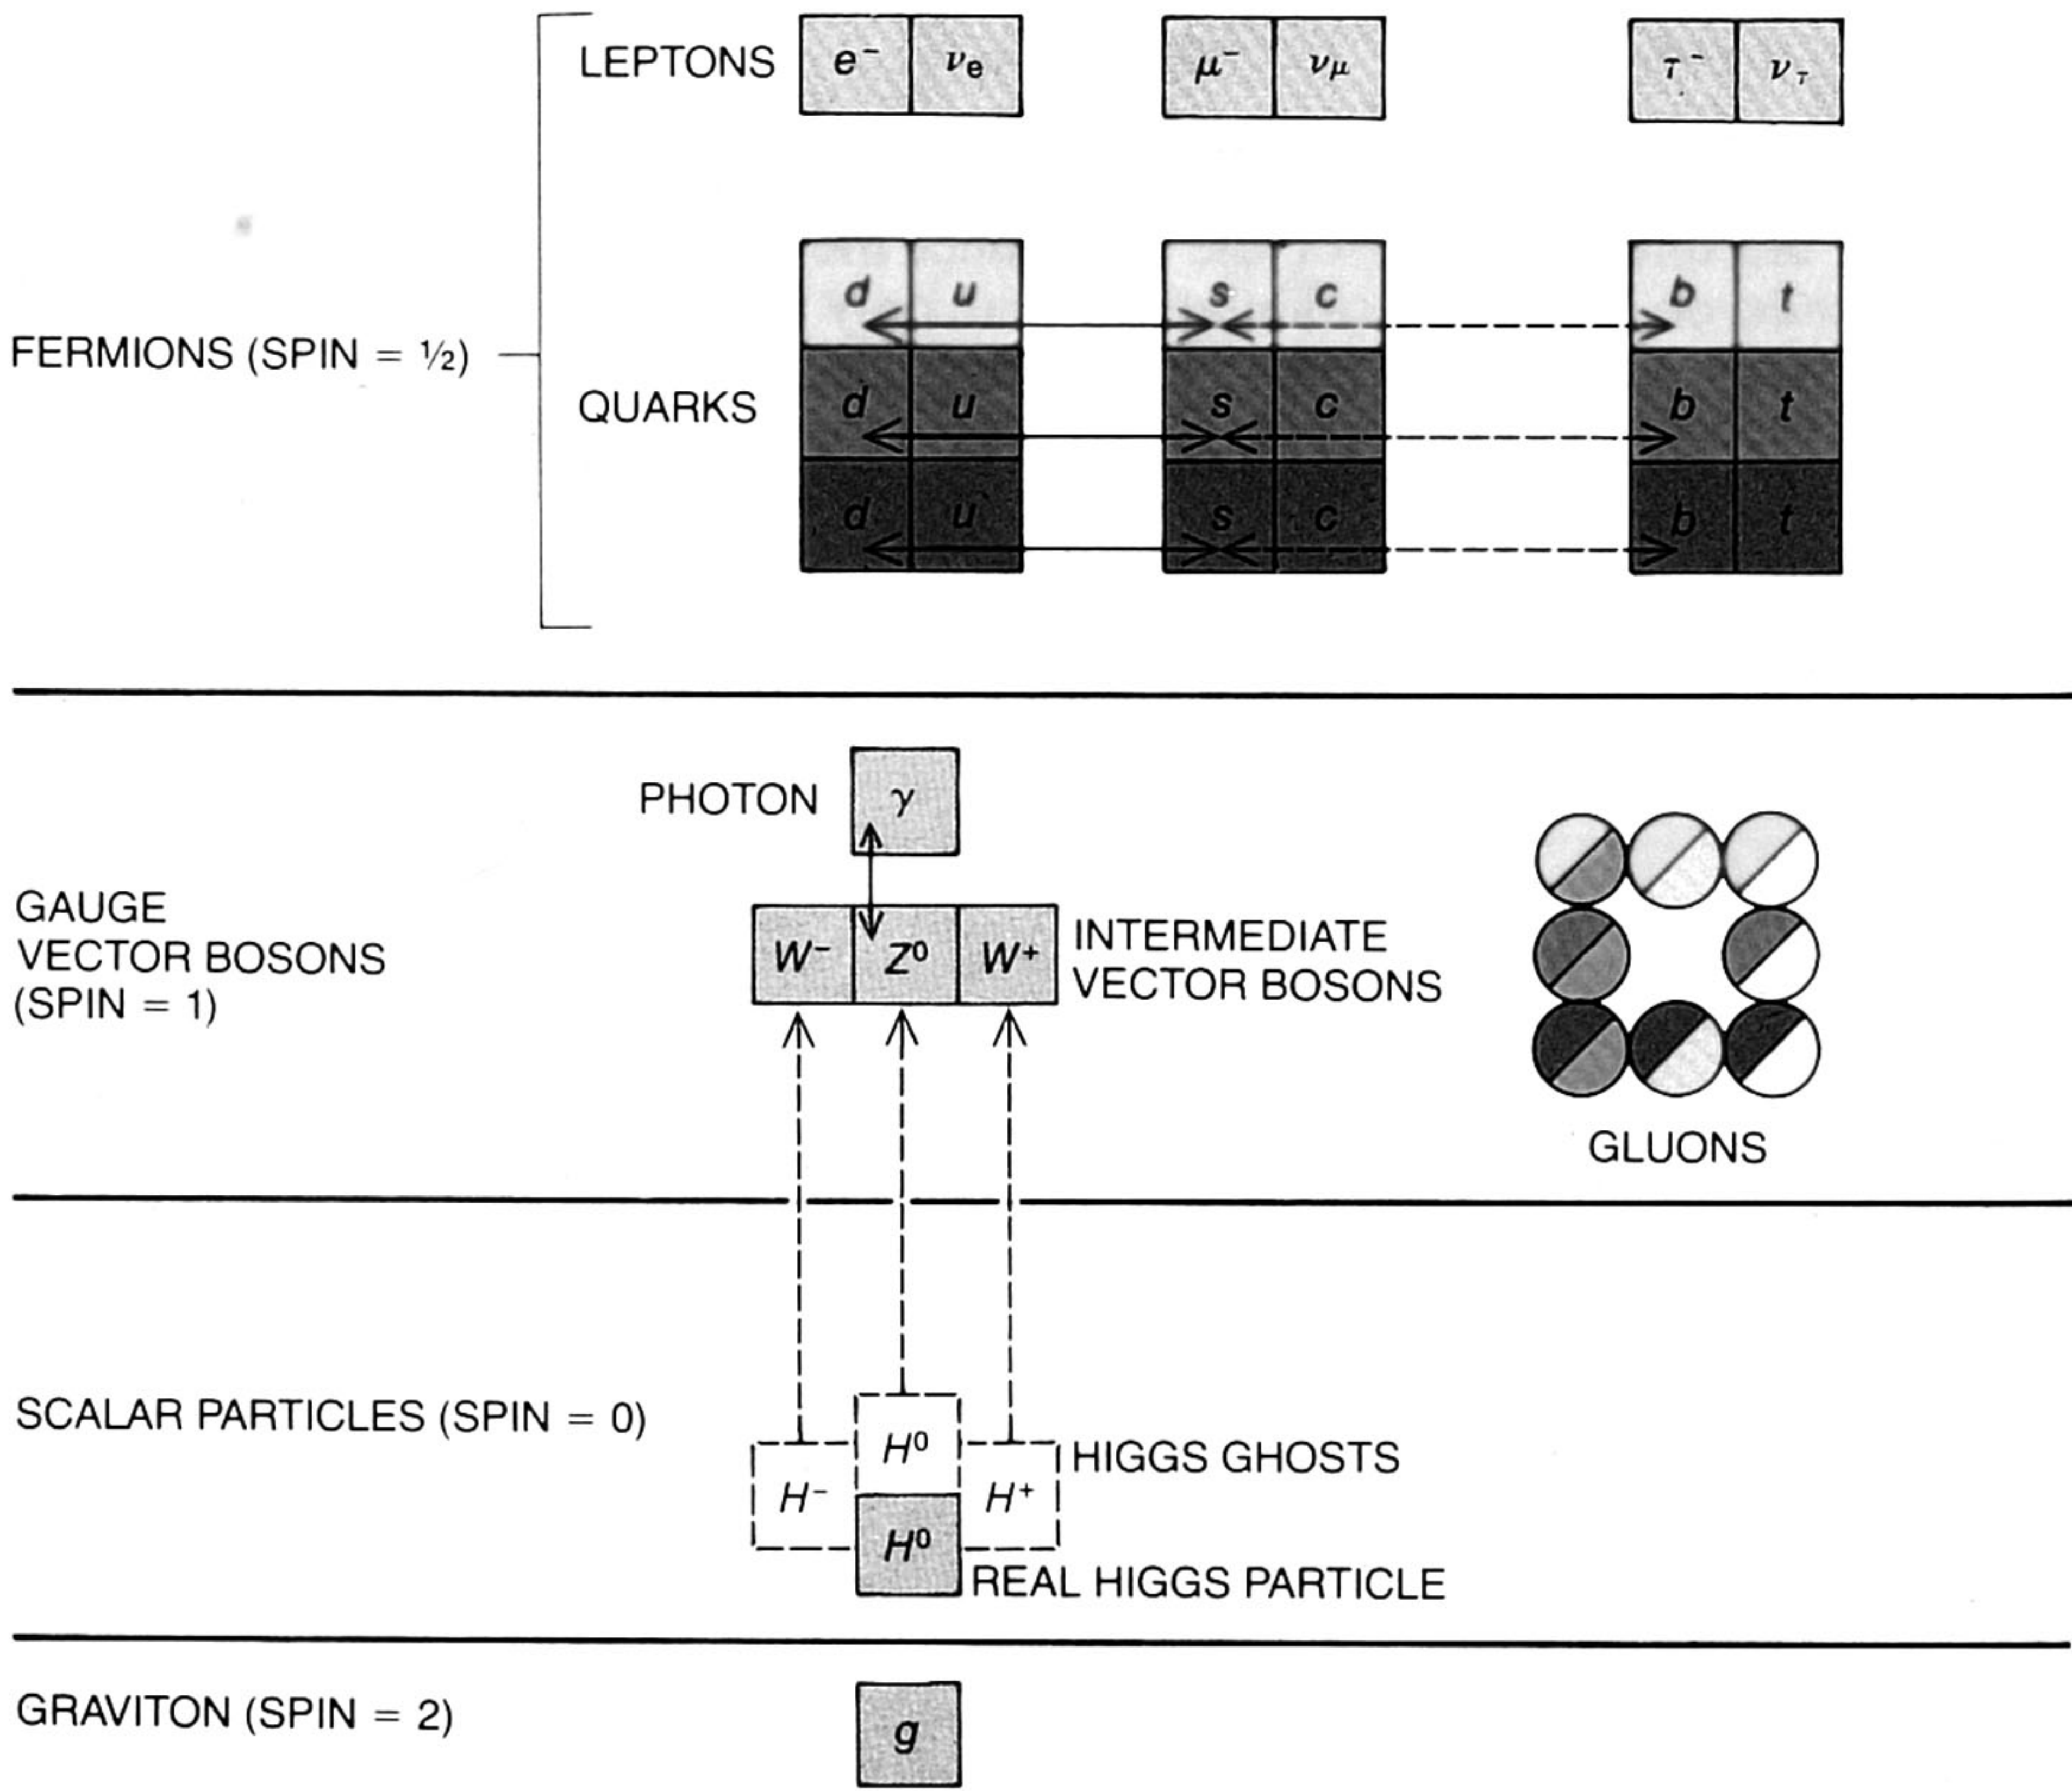 LEPTONS
e⁻ νe μ⁻ νμ τ⁻ ντ
d u s c b t
FERMIONS (SPIN = ½)
QUARKS
d u s c b t
d u s c b t
PHOTON
γ
GAUGE
VECTOR BOSONS
(SPIN = 1)
W⁻ Z⁰ W⁺
INTERMEDIATE
VECTOR BOSONS
GLUONS
SCALAR PARTICLES (SPIN = 0)
H⁰
HIGGS GHOSTS
H⁻ H⁺
H⁰
REAL HIGGS PARTICLE
GRAVITON (SPIN = 2)
g